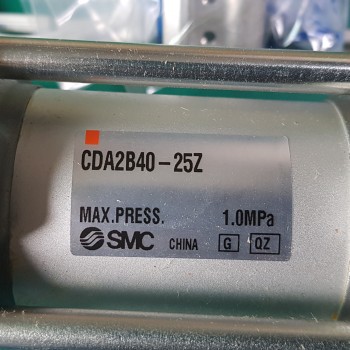 CDA2B40-25Z
MAX.PRESS. 1.0MPa
SMC CHINA G QZ